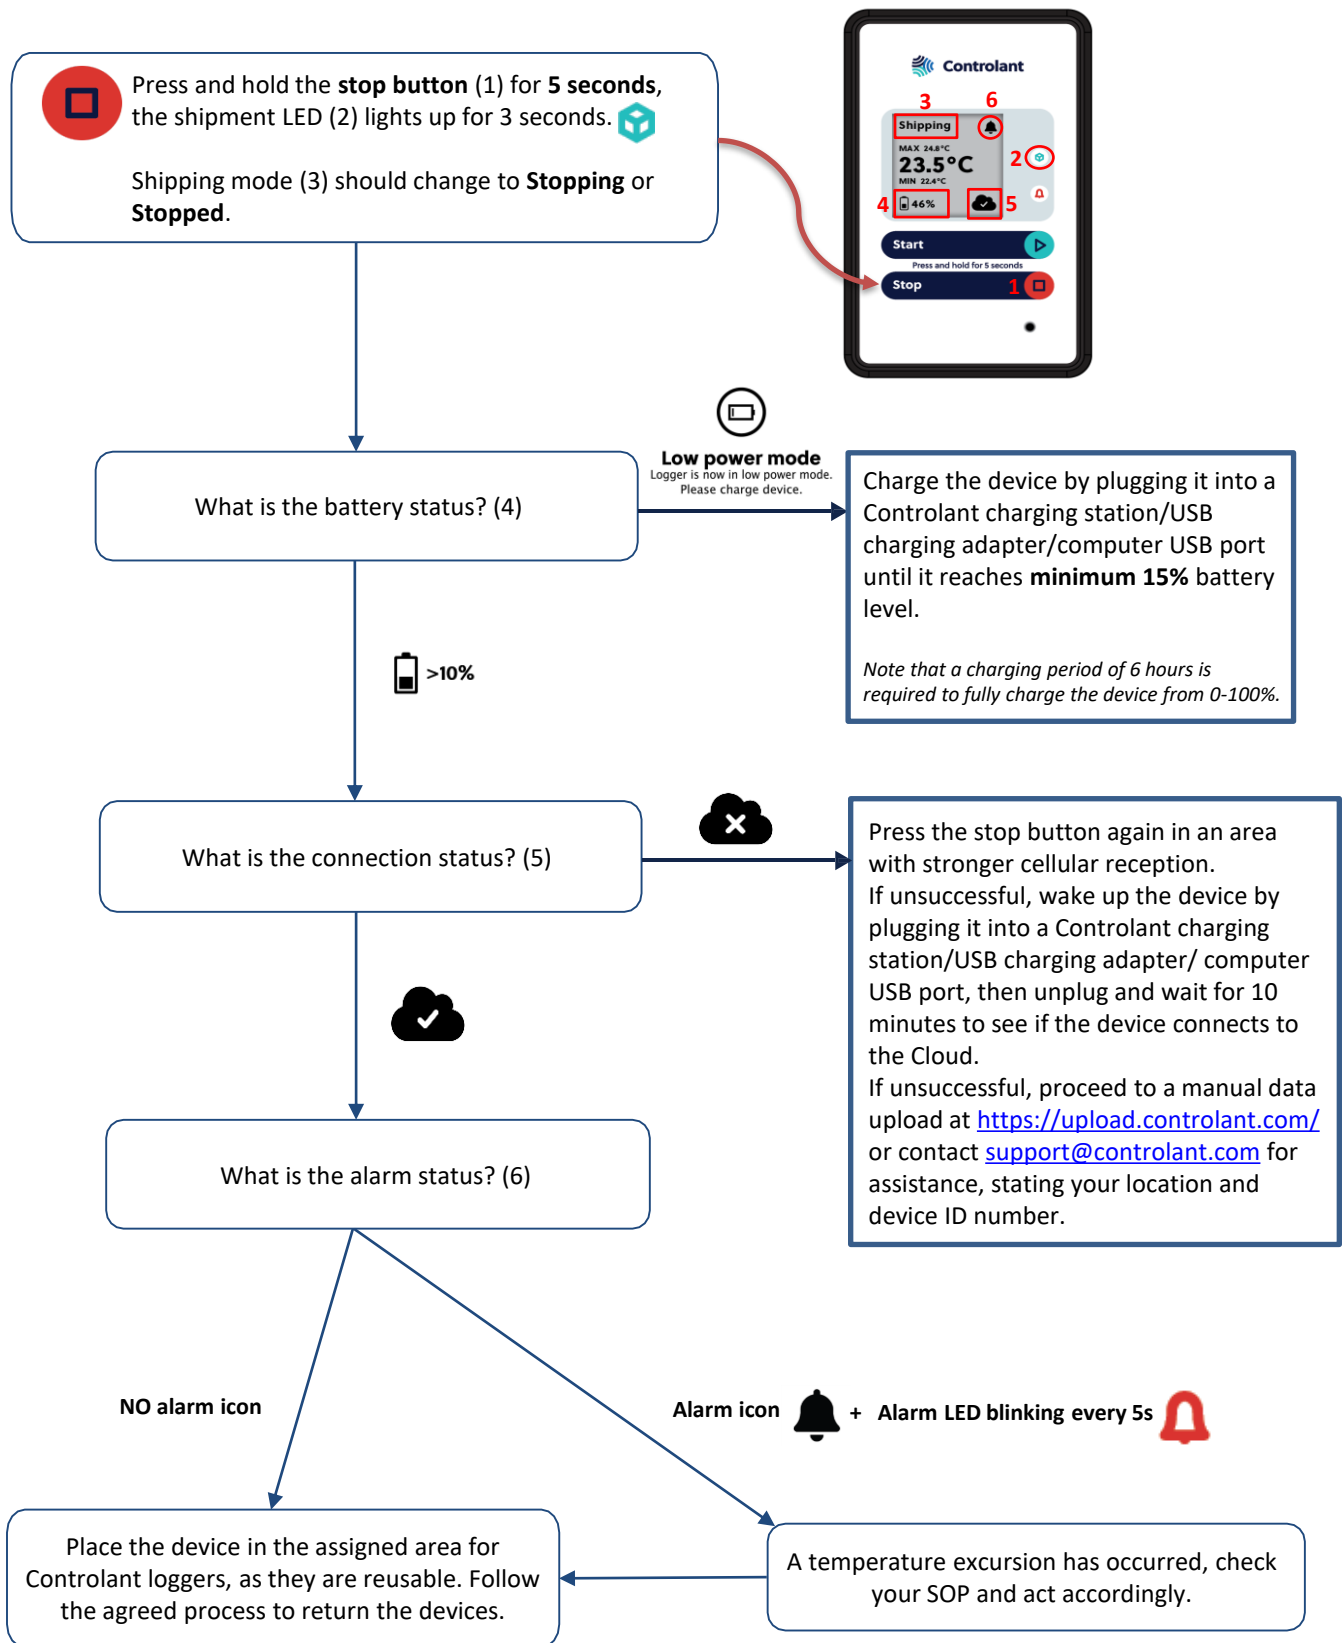 Press and hold the stop button (1) for 5 seconds,
the shipment LED (2) lights up for 3 seconds.
Shipping mode (3) should change to Stopping or
Stopped.
Controlant
3
6
Shipping
MAX 24.8°C
23.5°C
2
MIN 22.4°C
4
46%
5
Start
Press and hold for 5 seconds
Stop
1
What is the battery status? (4)
Low power mode
Logger is now in low power mode.
Please charge device.
Charge the device by plugging it into a
Controlant charging station/USB
charging adapter/computer USB port
until it reaches minimum 15% battery
level.
Note that a charging period of 6 hours is
required to fully charge the device from 0-100%.
>10%
What is the connection status? (5)
Press the stop button again in an area
with stronger cellular reception.
If unsuccessful, wake up the device by
plugging it into a Controlant charging
station/USB charging adapter/ computer
USB port, then unplug and wait for 10
minutes to see if the device connects to
the Cloud.
If unsuccessful, proceed to a manual data
upload at https://upload.controlant.com/
or contact support@controlant.com for
assistance, stating your location and
device ID number.
What is the alarm status? (6)
NO alarm icon
Alarm icon + Alarm LED blinking every 5s
Place the device in the assigned area for
Controlant loggers, as they are reusable. Follow
the agreed process to return the devices.
A temperature excursion has occurred, check
your SOP and act accordingly.